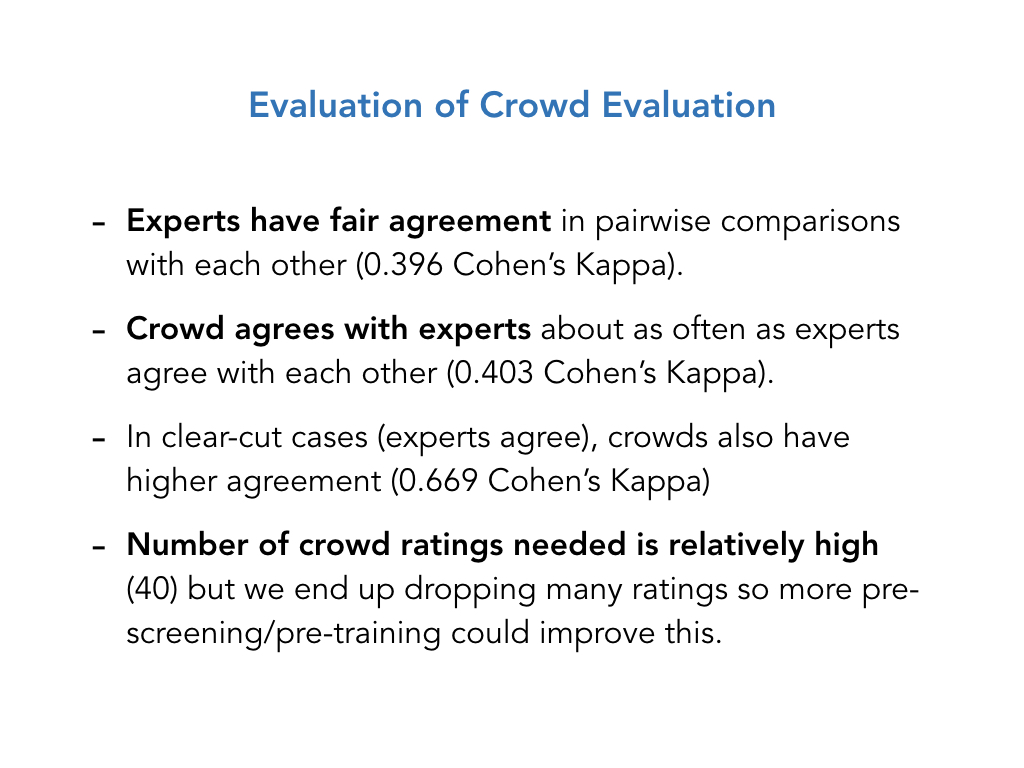 Evaluation of Crowd Evaluation
- Experts have fair agreement in pairwise comparisons
with each other (0.396 Cohen’s Kappa).
- Crowd agrees with experts about as often as experts
agree with each other (0.403 Cohen’s Kappa).
- In clear-cut cases (experts agree), crowds also have
higher agreement (0.669 Cohen’s Kappa)
- Number of crowd ratings needed is relatively high
(40) but we end up dropping many ratings so more pre-
screening/pre-training could improve this.